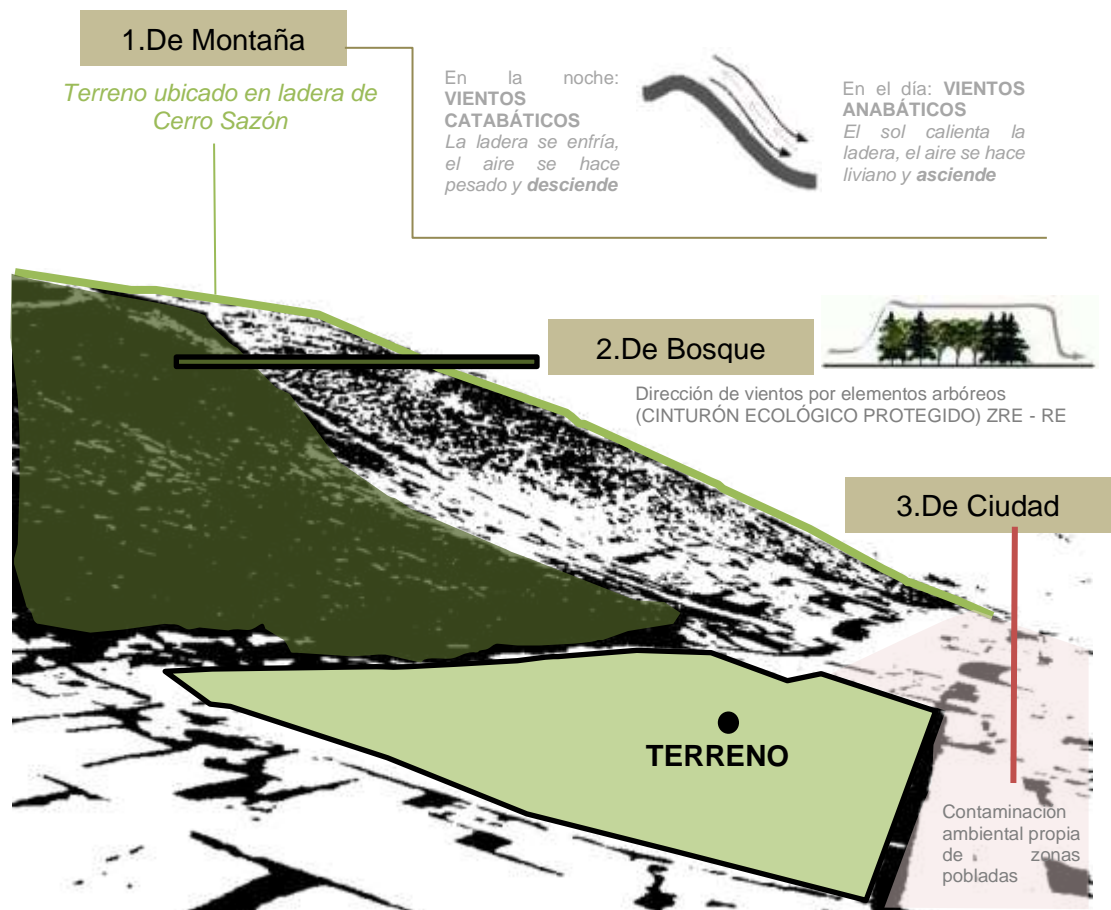 1.De Montaña
Terreno ubicado en ladera de
Cerro Sazón
En la noche:
VIENTOS
CATABÁTICOS
La ladera se enfría,
el aire se hace
pesado y desciende
En el día: VIENTOS
ANABÁTICOS
El sol calienta la
ladera, el aire se hace
liviano y asciende
2.De Bosque
Dirección de vientos por elementos arbóreos
(CINTURÓN ECOLÓGICO PROTEGIDO) ZRE - RE
3.De Ciudad
TERRENO
Contaminación
ambiental propia
de zonas
pobladas